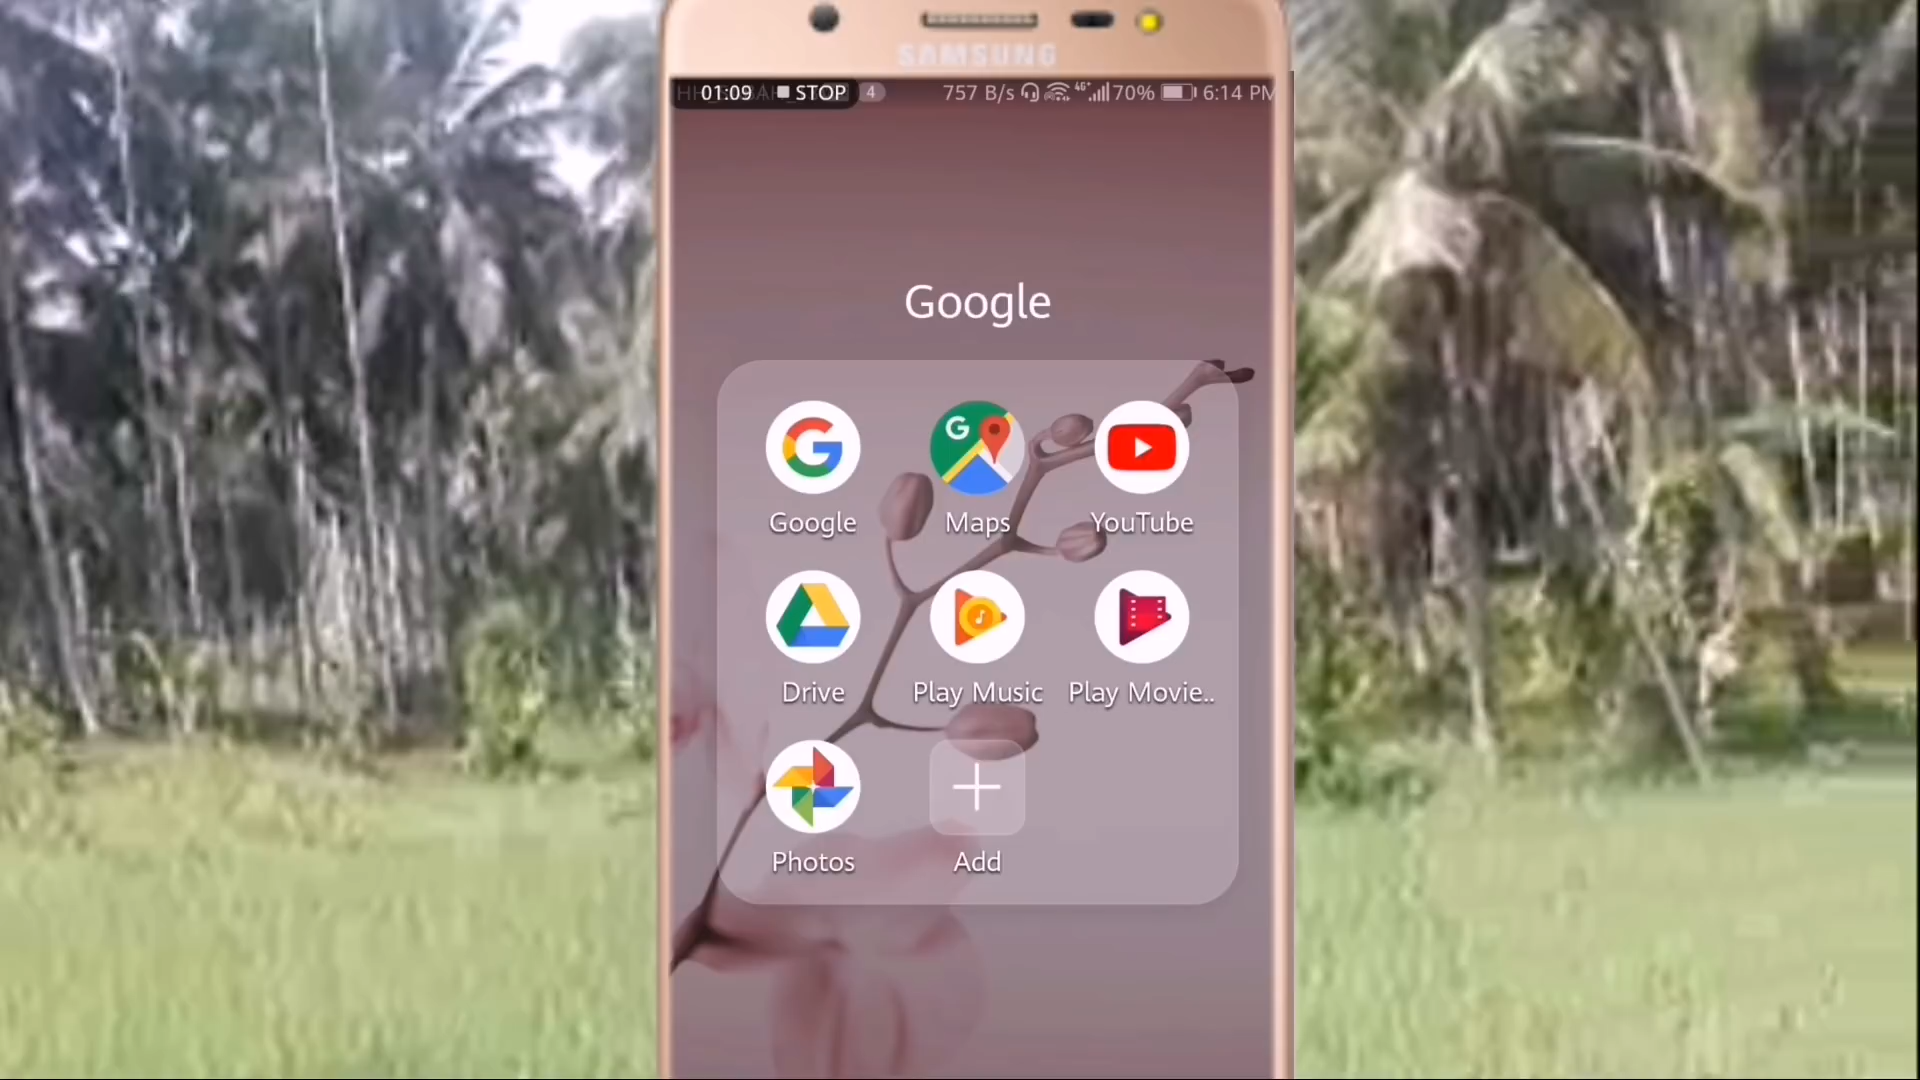 SAMSUNG
01:09 STOP 4 757 B/s 4G+ 70% 6:14 PM
Google
Google Maps YouTube
Drive Play Music Play Movie..
Photos Add